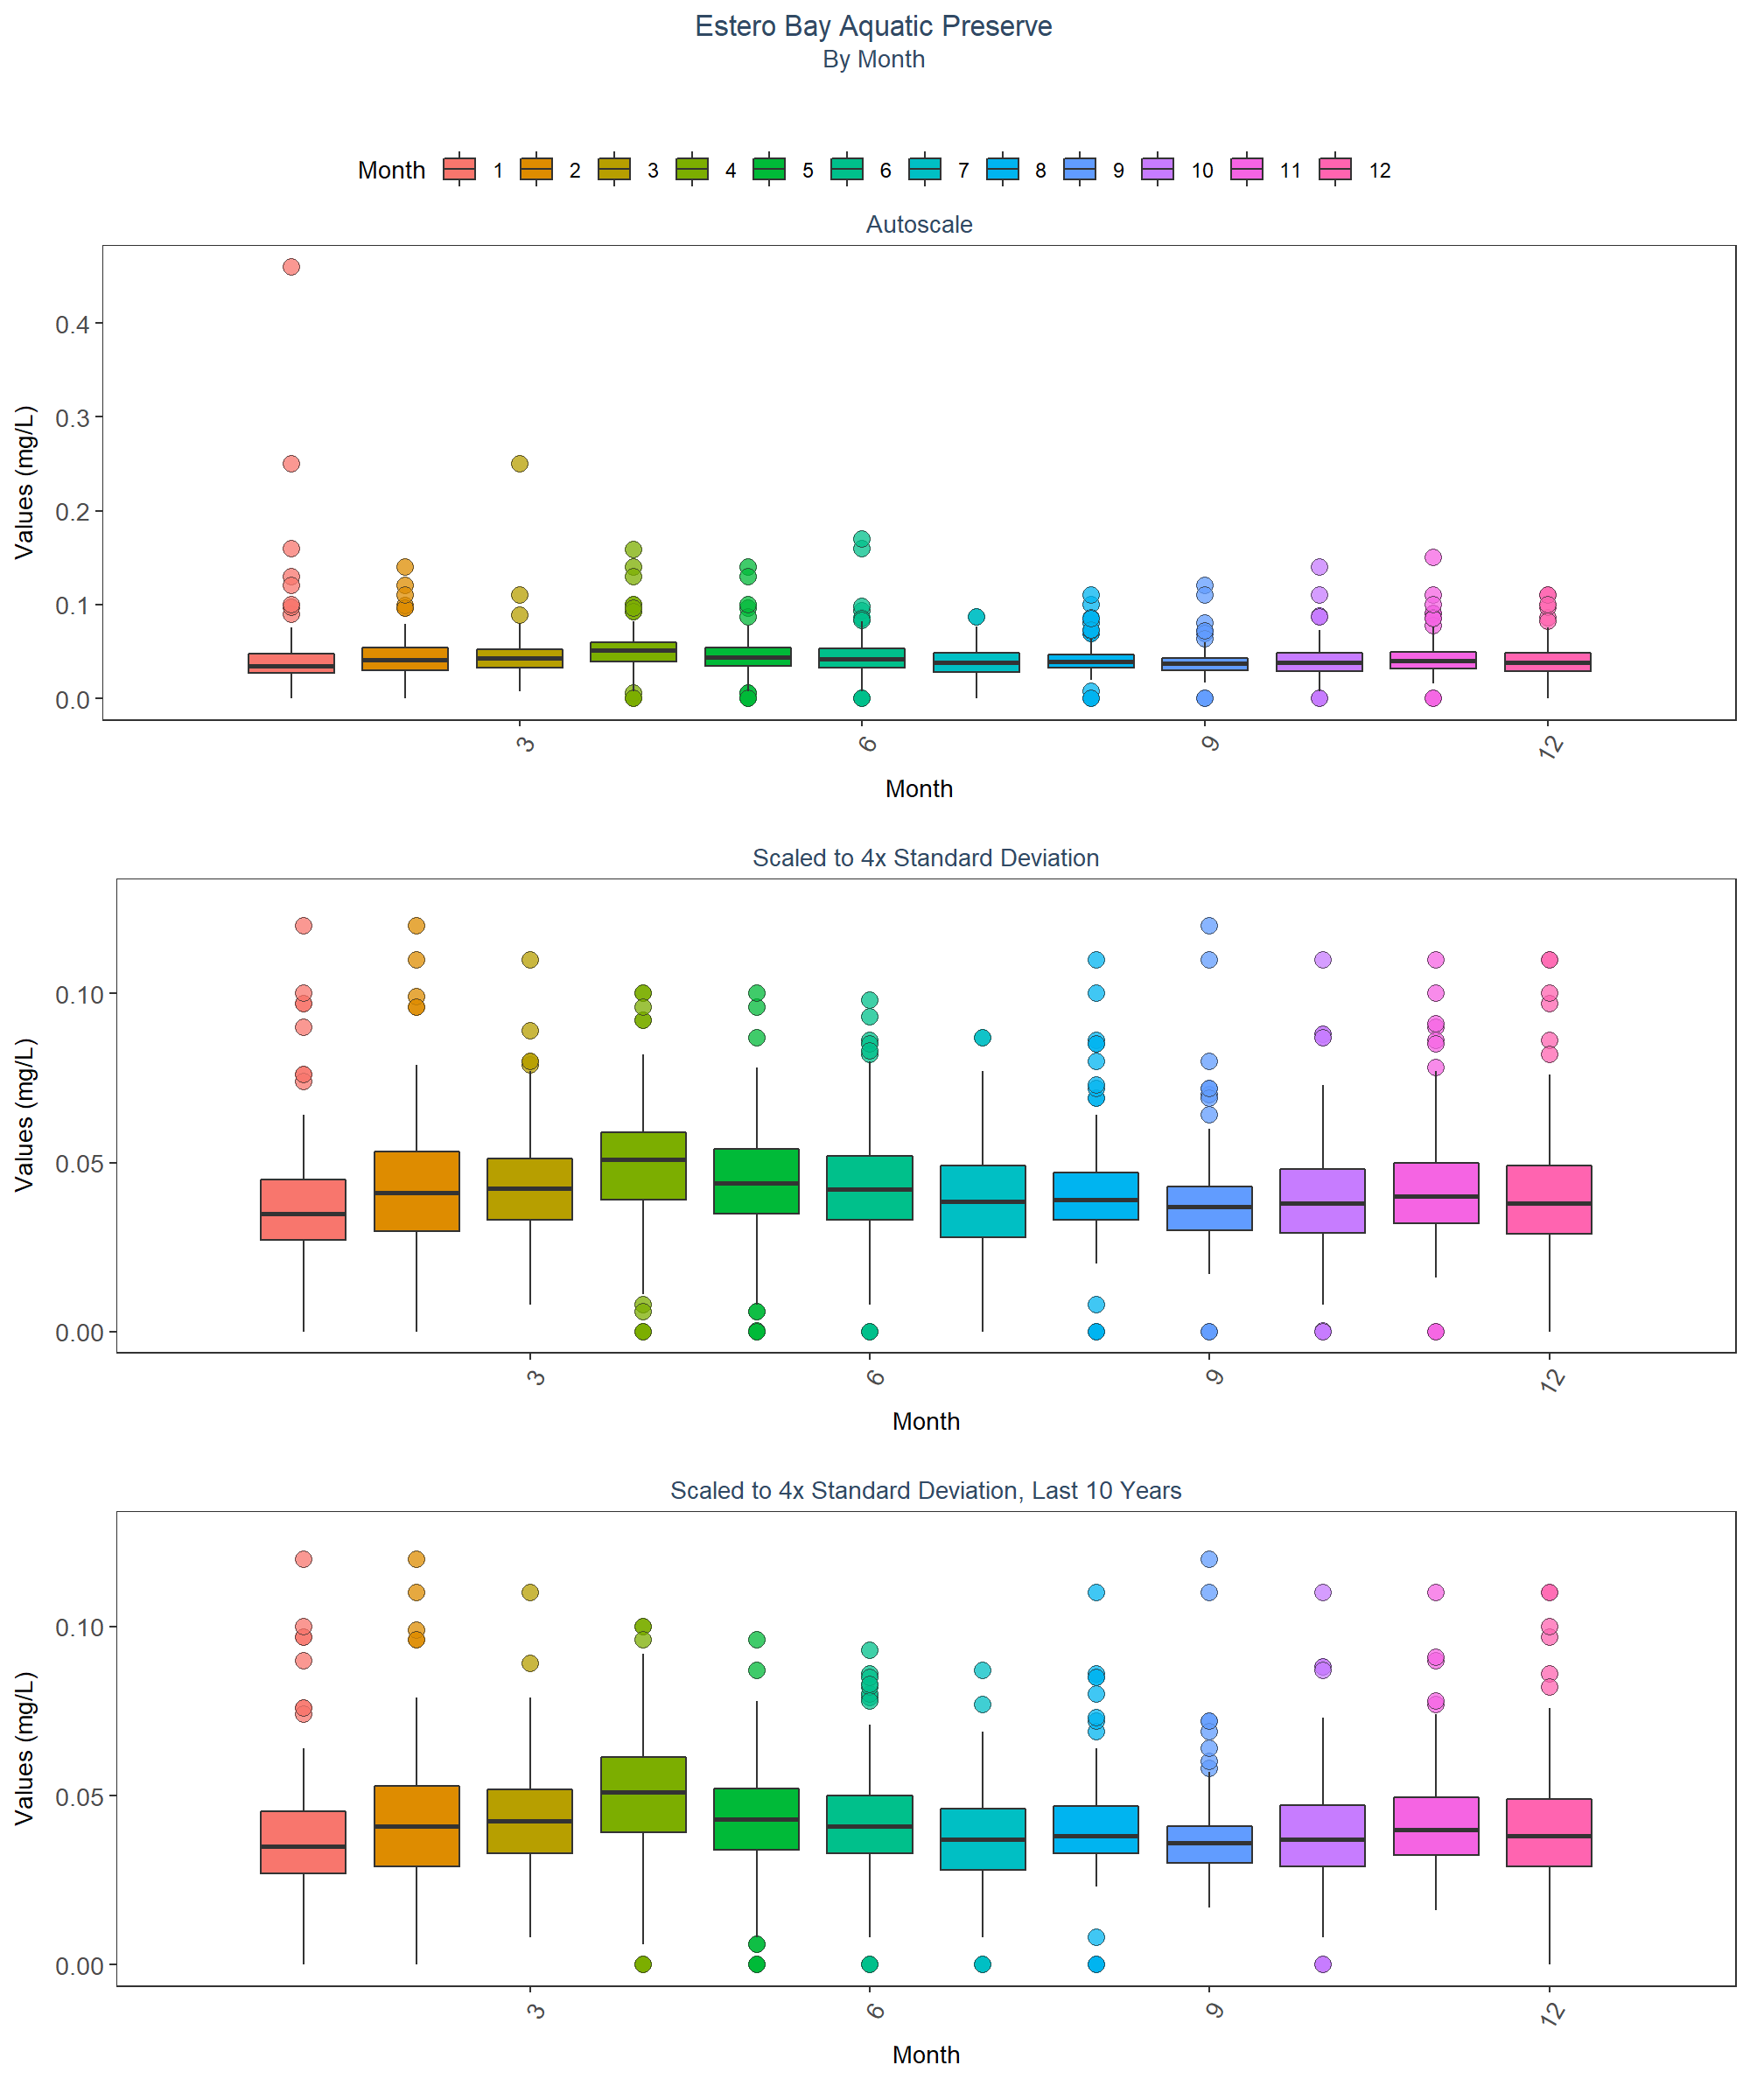 Estero Bay Aquatic Preserve
By Month
Month 1 2 3 4 5 6 7 8 9 10 11 12
Autoscale
Values (mg/L)
0.4
0.3
0.2
0.1
0.0
3 6 9 12
Month
Scaled to 4x Standard Deviation
Values (mg/L)
0.10
0.05
0.00
3 6 9 12
Month
Scaled to 4x Standard Deviation, Last 10 Years
Values (mg/L)
0.10
0.05
0.00
3 6 9 12
Month